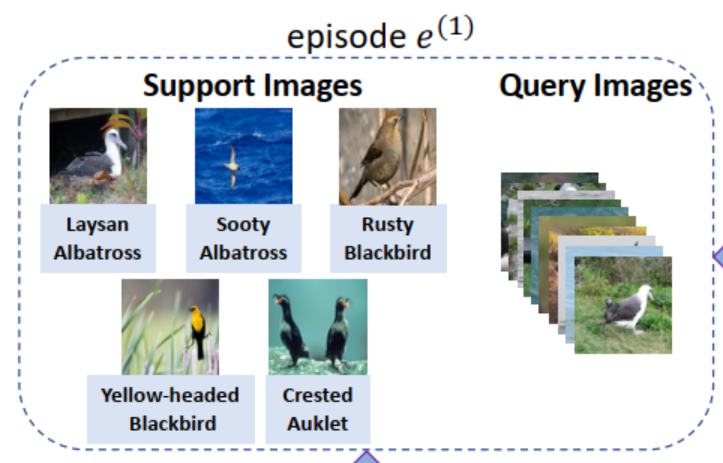 episode e^(1)
Support Images
Query Images
Laysan
Albatross
Sooty
Albatross
Rusty
Blackbird
Yellow-headed
Blackbird
Crested
Auklet